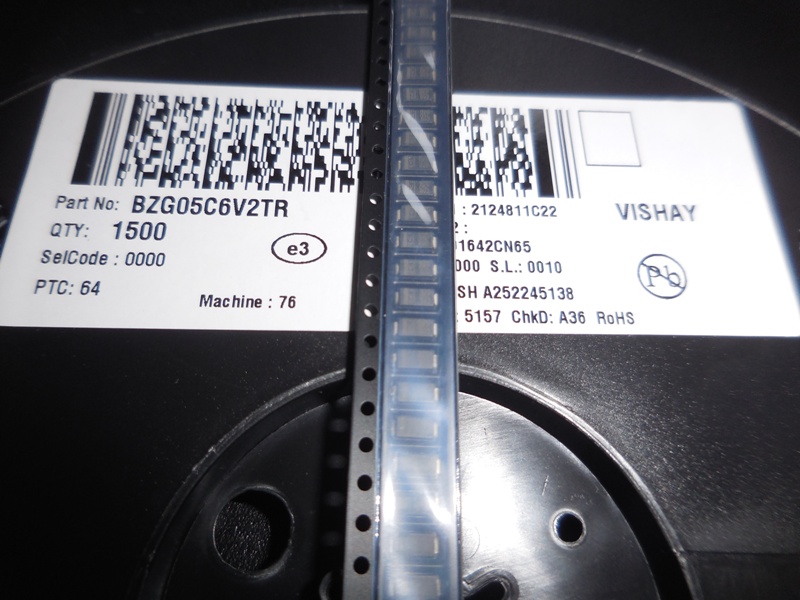 Part No: BZG05C6V2TR
QTY: 1500
SelCode : 0000
PTC: 64
e3
Machine : 76
: 2124811C22
2 :
01642CN65
000 S.L.: 0010
SH A252245138
: 5157 ChkD: A36 RoHS
VISHAY
Pb